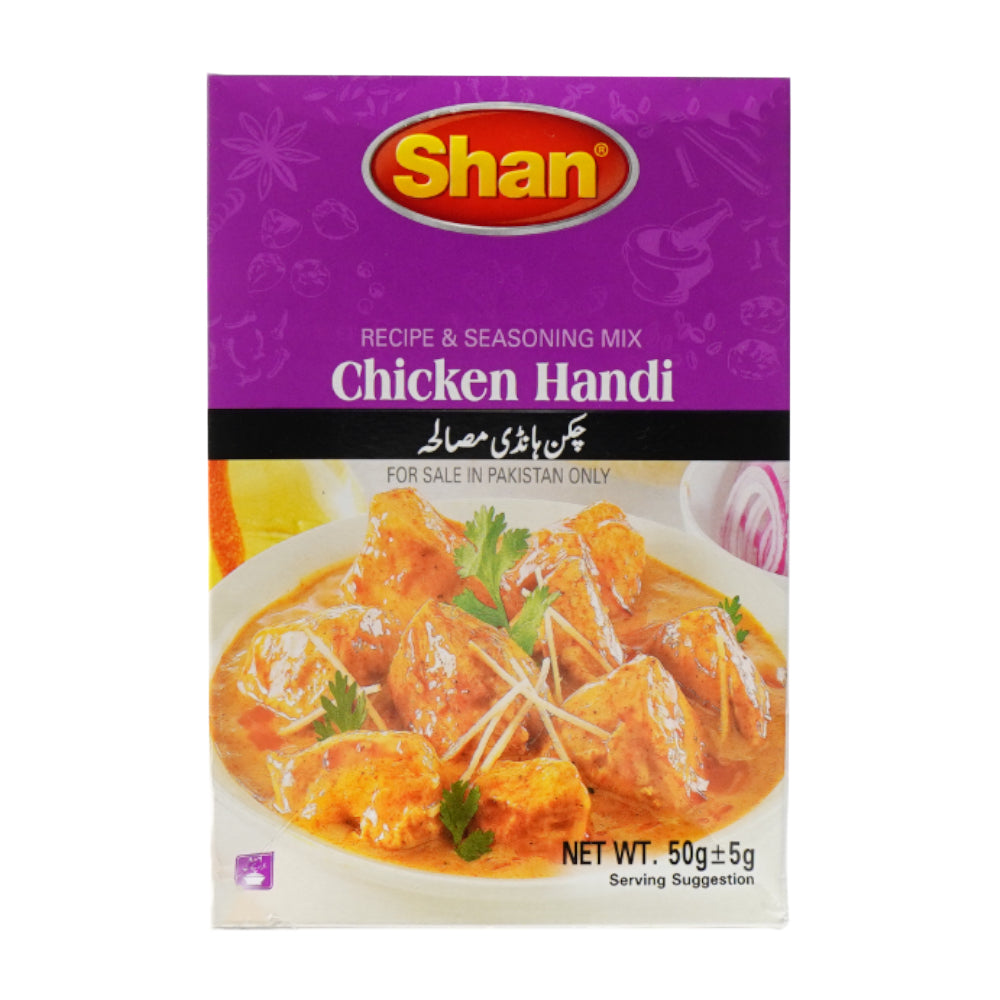 Shan®
RECIPE & SEASONING MIX
Chicken Handi
چکن ہانڈی مصالحہ
FOR SALE IN PAKISTAN ONLY
NET WT. 50g±5g
Serving Suggestion